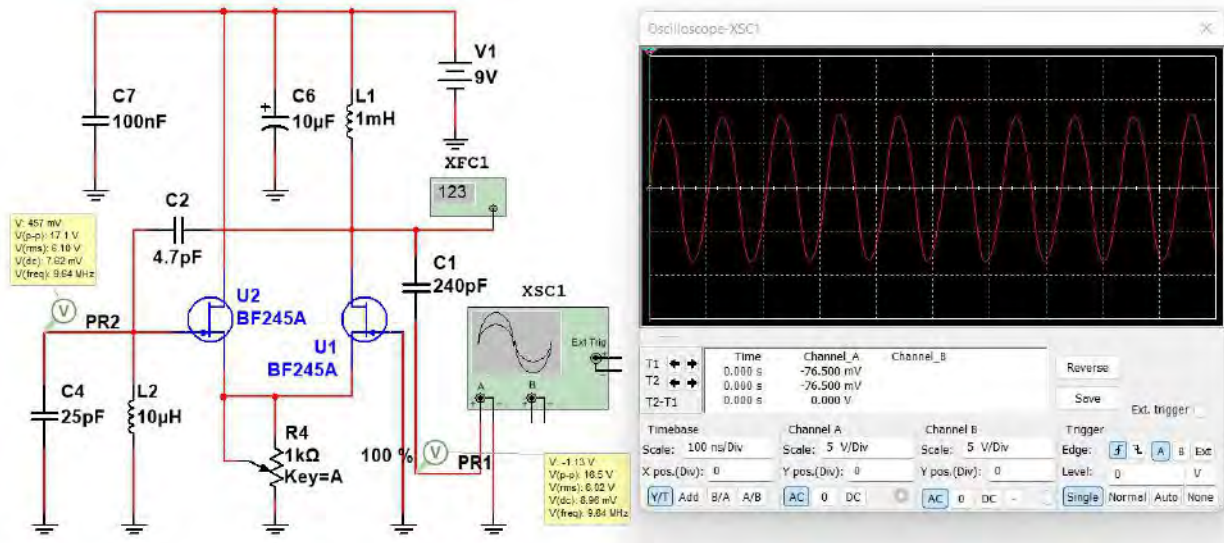 V1
9V
C7
100nF
C6
10µF
L1
1mH
XFC1
123
C2
4.7pF
V: 457 mV
V(p-p): 17.1 V
V(rms): 6.10 V
V(dc): 7.62 mV
V(freq): 9.64 MHz
V
PR2
U2
BF245A
U1
BF245A
C1
240pF
XSC1
Ext Trig
A
B
C4
25pF
L2
10µH
R4
1kΩ
Key=A
100 %
V
PR1
V: -1.13 V
V(p-p): 16.5 V
V(rms): 6.02 V
V(dc): 8.96 mV
V(freq): 9.64 MHz
Oscilloscope-XSC1
Time Channel_A Channel_B
T1 0.000 s -76.500 mV
T2 0.000 s -76.500 mV
T2-T1 0.000 s 0.000 V
Reverse
Save
Ext. trigger
Timebase
Scale: 100 ns/Div
X pos.(Div): 0
Y/T Add B/A A/B
Channel A
Scale: 5 V/Div
Y pos.(Div): 0
AC 0 DC
Channel B
Scale: 5 V/Div
Y pos.(Div): 0
AC 0 DC -
Trigger
Edge: A B Ext
Level: 0 V
Single Normal Auto None